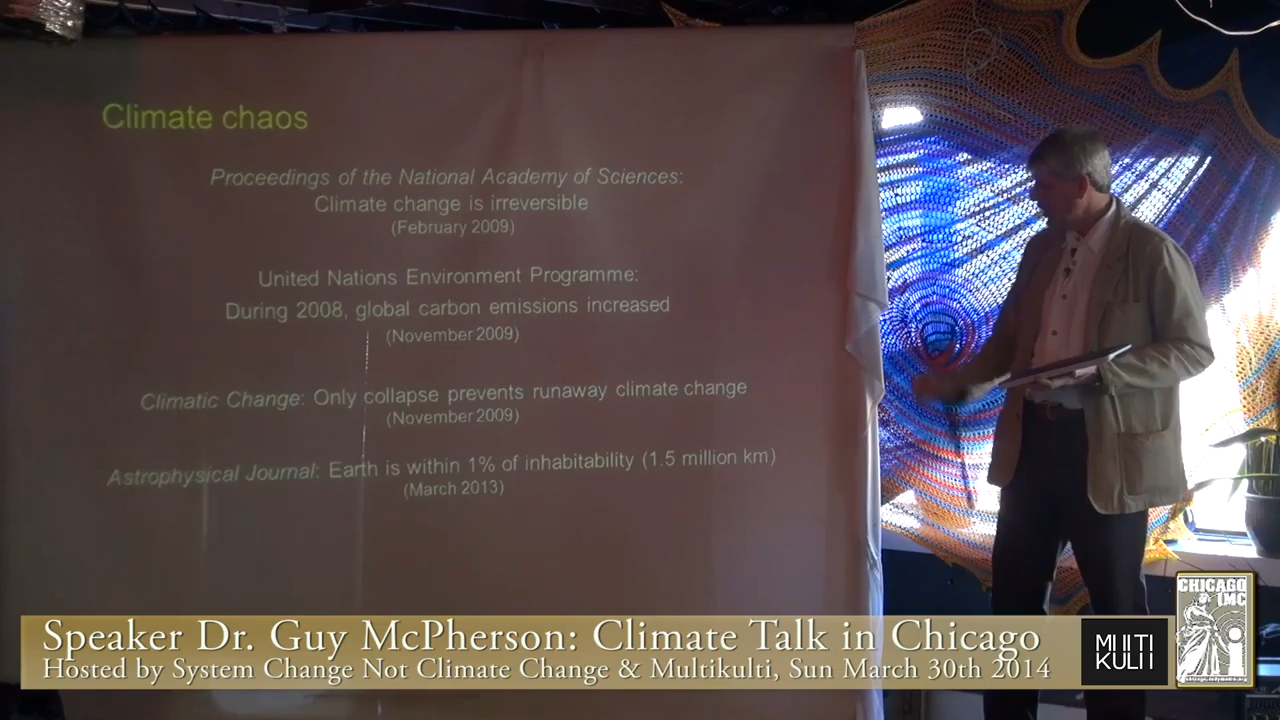 Climate chaos
Proceedings of the National Academy of Sciences:
Climate change is irreversible
(February 2009)
United Nations Environment Programme:
During 2008, global carbon emissions increased
(November 2009)
Climatic Change: Only collapse prevents runaway climate change
(November 2009)
Astrophysical Journal: Earth is within 1% of inhabitability (1.5 million km)
(March 2013)
Speaker Dr. Guy McPherson: Climate Talk in Chicago
Hosted by System Change Not Climate Change & Multikulti, Sun March 30th 2014
MULTI
KULTI
CHICAGO
IMC
chicago.indymedia.org